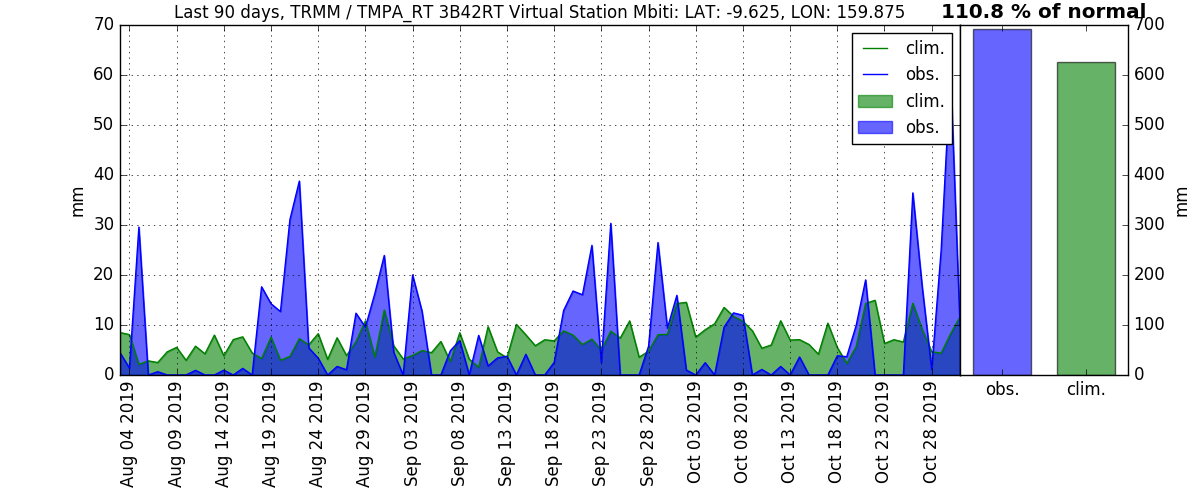 Last 90 days, TRMM / TMPA_RT 3B42RT Virtual Station Mbiti: LAT: -9.625, LON: 159.875
110.8 % of normal
70
60
50
40
30
20
10
0
mm
clim.
obs.
clim.
obs.
700
600
500
400
300
200
100
0
mm
Aug 04 2019
Aug 09 2019
Aug 14 2019
Aug 19 2019
Aug 24 2019
Aug 29 2019
Sep 03 2019
Sep 08 2019
Sep 13 2019
Sep 18 2019
Sep 23 2019
Sep 28 2019
Oct 03 2019
Oct 08 2019
Oct 13 2019
Oct 18 2019
Oct 23 2019
Oct 28 2019
obs.
clim.